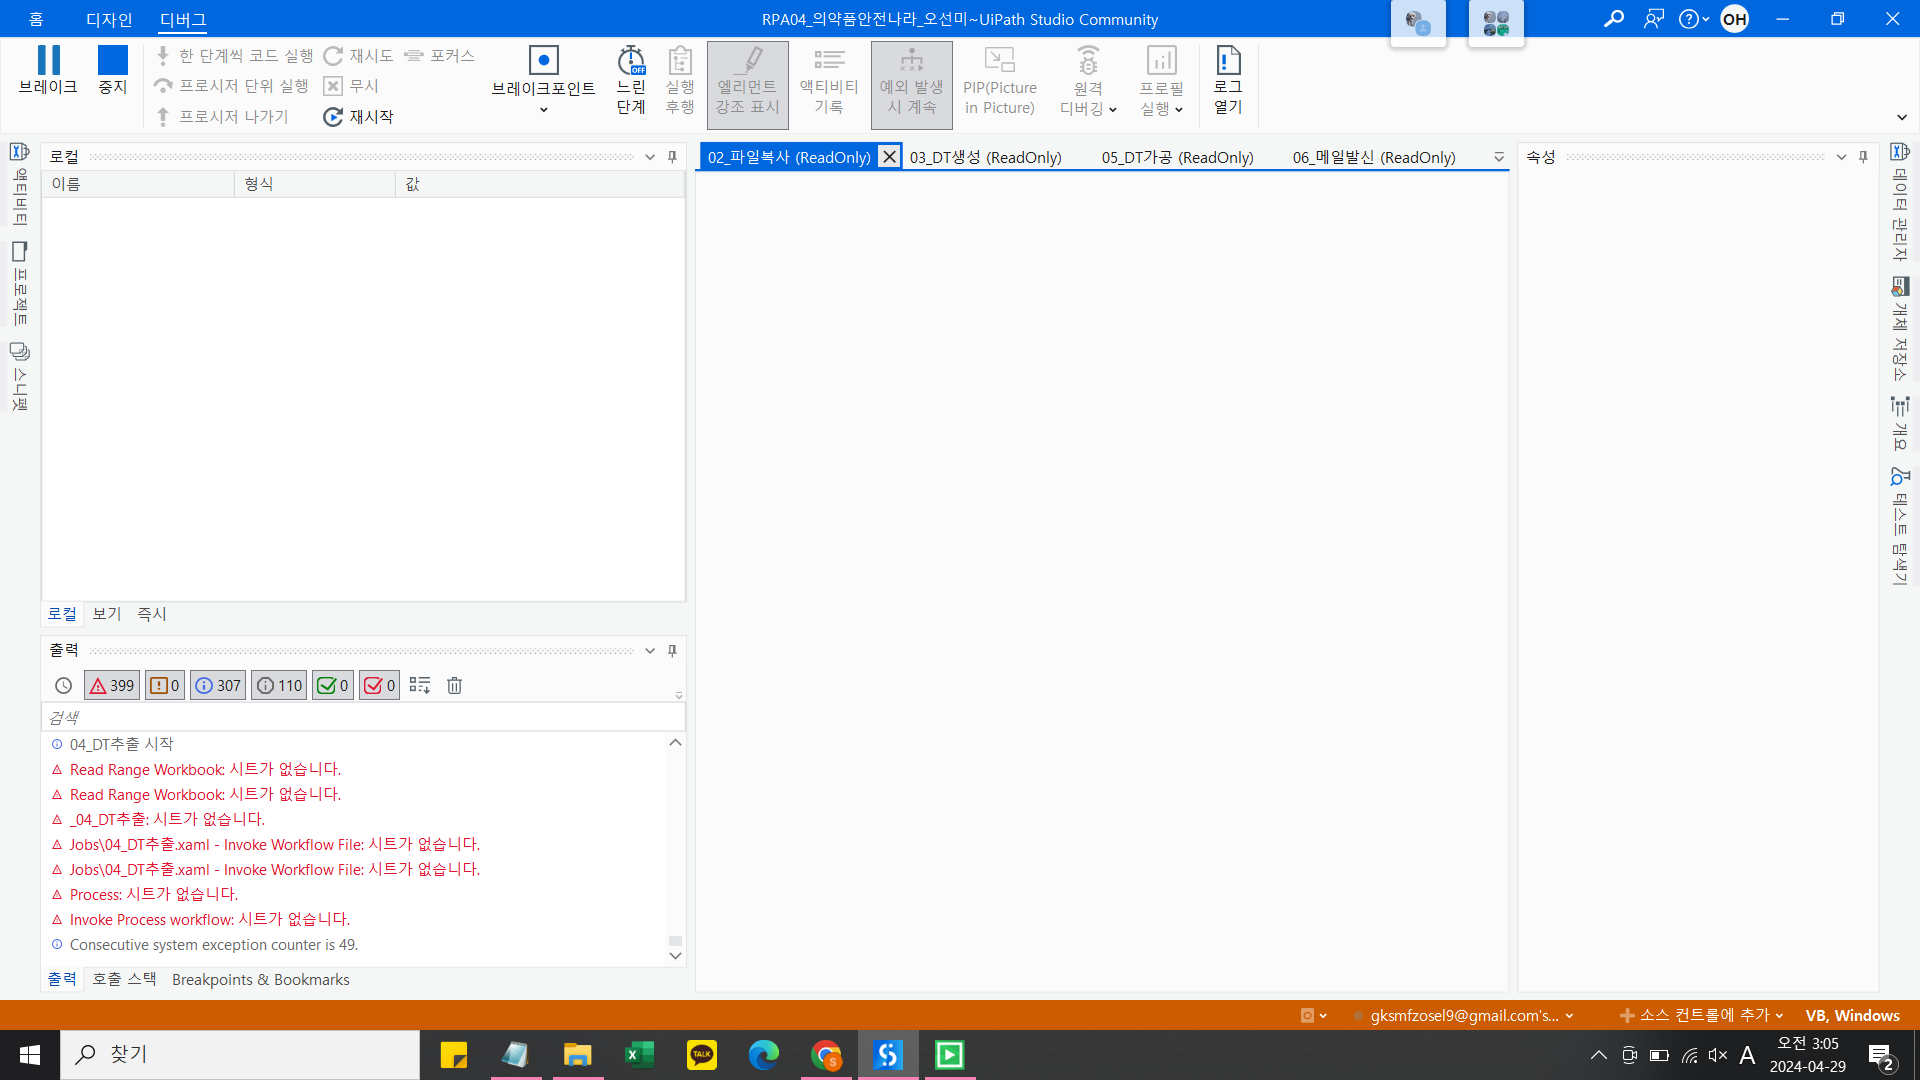 홈 디자인 디버그
RPA04_의약품안전나라_오선미~UiPath Studio Community
OH
브레이크
중지
한 단계씩 코드 실행
프로시저 단위 실행
프로시저 나가기
재시도
무시
재시작
포커스
브레이크포인트
느린
단계
OFF
실행
후행
엘리먼트
강조 표시
액티비티
기록
예외 발생
시 계속
PIP(Picture
in Picture)
원격
디버깅
프로필
실행
로그
열기
액티비티
프로젝트
스니펫
로컬
이름 형식 값
로컬 보기 즉시
02_파일복사 (ReadOnly) 03_DT생성 (ReadOnly) 05_DT가공 (ReadOnly) 06_메일발신 (ReadOnly)
속성
데이터 관리자
개체 저장소
개요
테스트 탐색기
출력
399 0 307 110 0 0
검색
04_DT추출 시작
Read Range Workbook: 시트가 없습니다.
Read Range Workbook: 시트가 없습니다.
_04_DT추출: 시트가 없습니다.
Jobs\04_DT추출.xaml - Invoke Workflow File: 시트가 없습니다.
Jobs\04_DT추출.xaml - Invoke Workflow File: 시트가 없습니다.
Process: 시트가 없습니다.
Invoke Process workflow: 시트가 없습니다.
Consecutive system exception counter is 49.
출력 호출 스택 Breakpoints & Bookmarks
gksmfzosel9@gmail.com's... 소스 컨트롤에 추가 VB, Windows
찾기
TALK
S
A
오전 3:05
2024-04-29
2